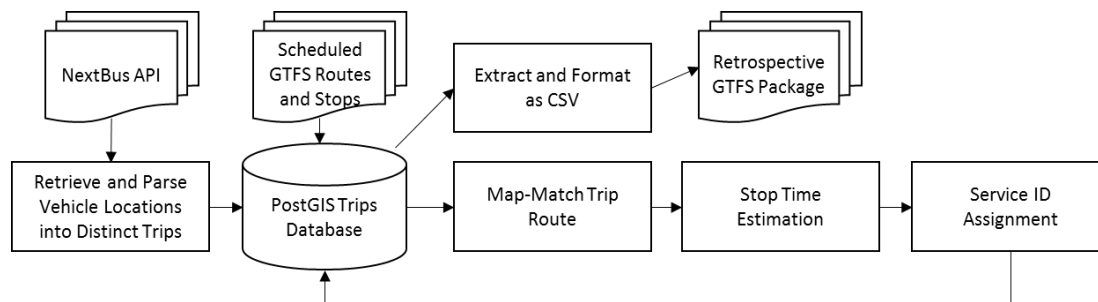 NextBus API
Scheduled
GTFS Routes
and Stops
Extract and Format
as CSV
Retrospective
GTFS Package
Retrieve and Parse
Vehicle Locations
into Distinct Trips
PostGIS Trips
Database
Map-Match Trip
Route
Stop Time
Estimation
Service ID
Assignment